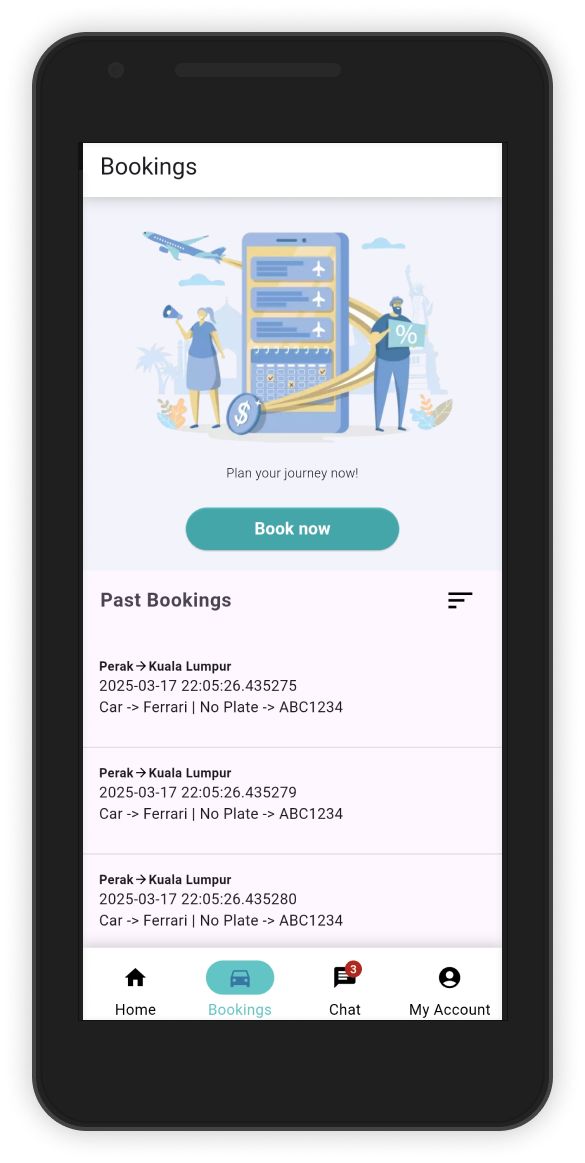 Bookings
%
$
Plan your journey now!
Book now
Past Bookings
Perak→Kuala Lumpur
2025-03-17 22:05:26.435275
Car -> Ferrari | No Plate -> ABC1234
Perak→Kuala Lumpur
2025-03-17 22:05:26.435279
Car -> Ferrari | No Plate -> ABC1234
Perak→Kuala Lumpur
2025-03-17 22:05:26.435280
Car -> Ferrari | No Plate -> ABC1234
3
Home Bookings Chat My Account